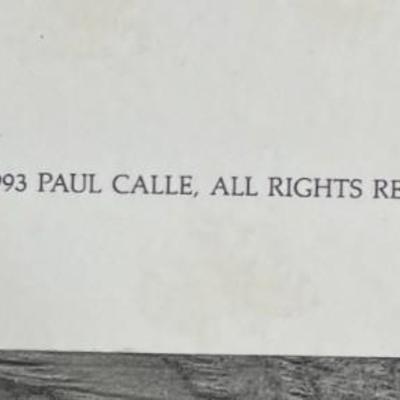 993 PAUL CALLE, ALL RIGHTS RE